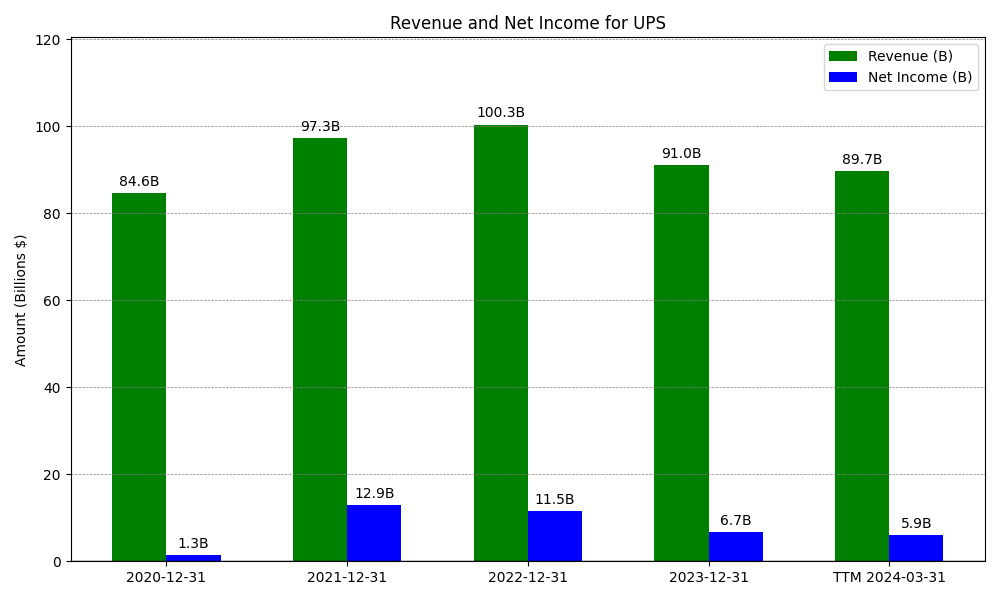 Revenue and Net Income for UPS
Revenue (B)
Net Income (B)
Amount (Billions $)
120
100
80
60
40
20
0
84.6B
97.3B
100.3B
91.0B
89.7B
1.3B
12.9B
11.5B
6.7B
5.9B
2020-12-31
2021-12-31
2022-12-31
2023-12-31
TTM 2024-03-31